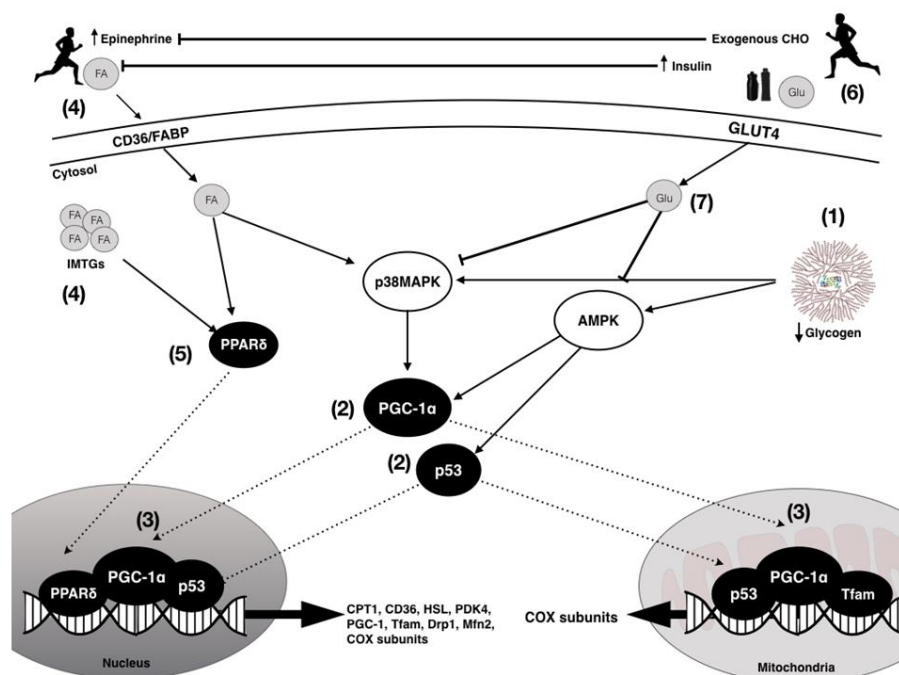 ↑ Epinephrine
Exogenous CHO
↑ Insulin
FA
Glu
(4)
(6)
CD36/FABP
GLUT4
Cytosol
FA
Glu
(7)
(1)
FA
FA
FA
FA
IMTGs
(4)
p38MAPK
↓ Glycogen
AMPK
(5)
PPARδ
(2)
PGC-1α
(2)
p53
(3)
(3)
PPARδ
PGC-1α
p53
p53
PGC-1α
Tfam
CPT1, CD36, HSL, PDK4,
PGC-1, Tfam, Drp1, Mfn2,
COX subunits
COX subunits
Nucleus
Mitochondria